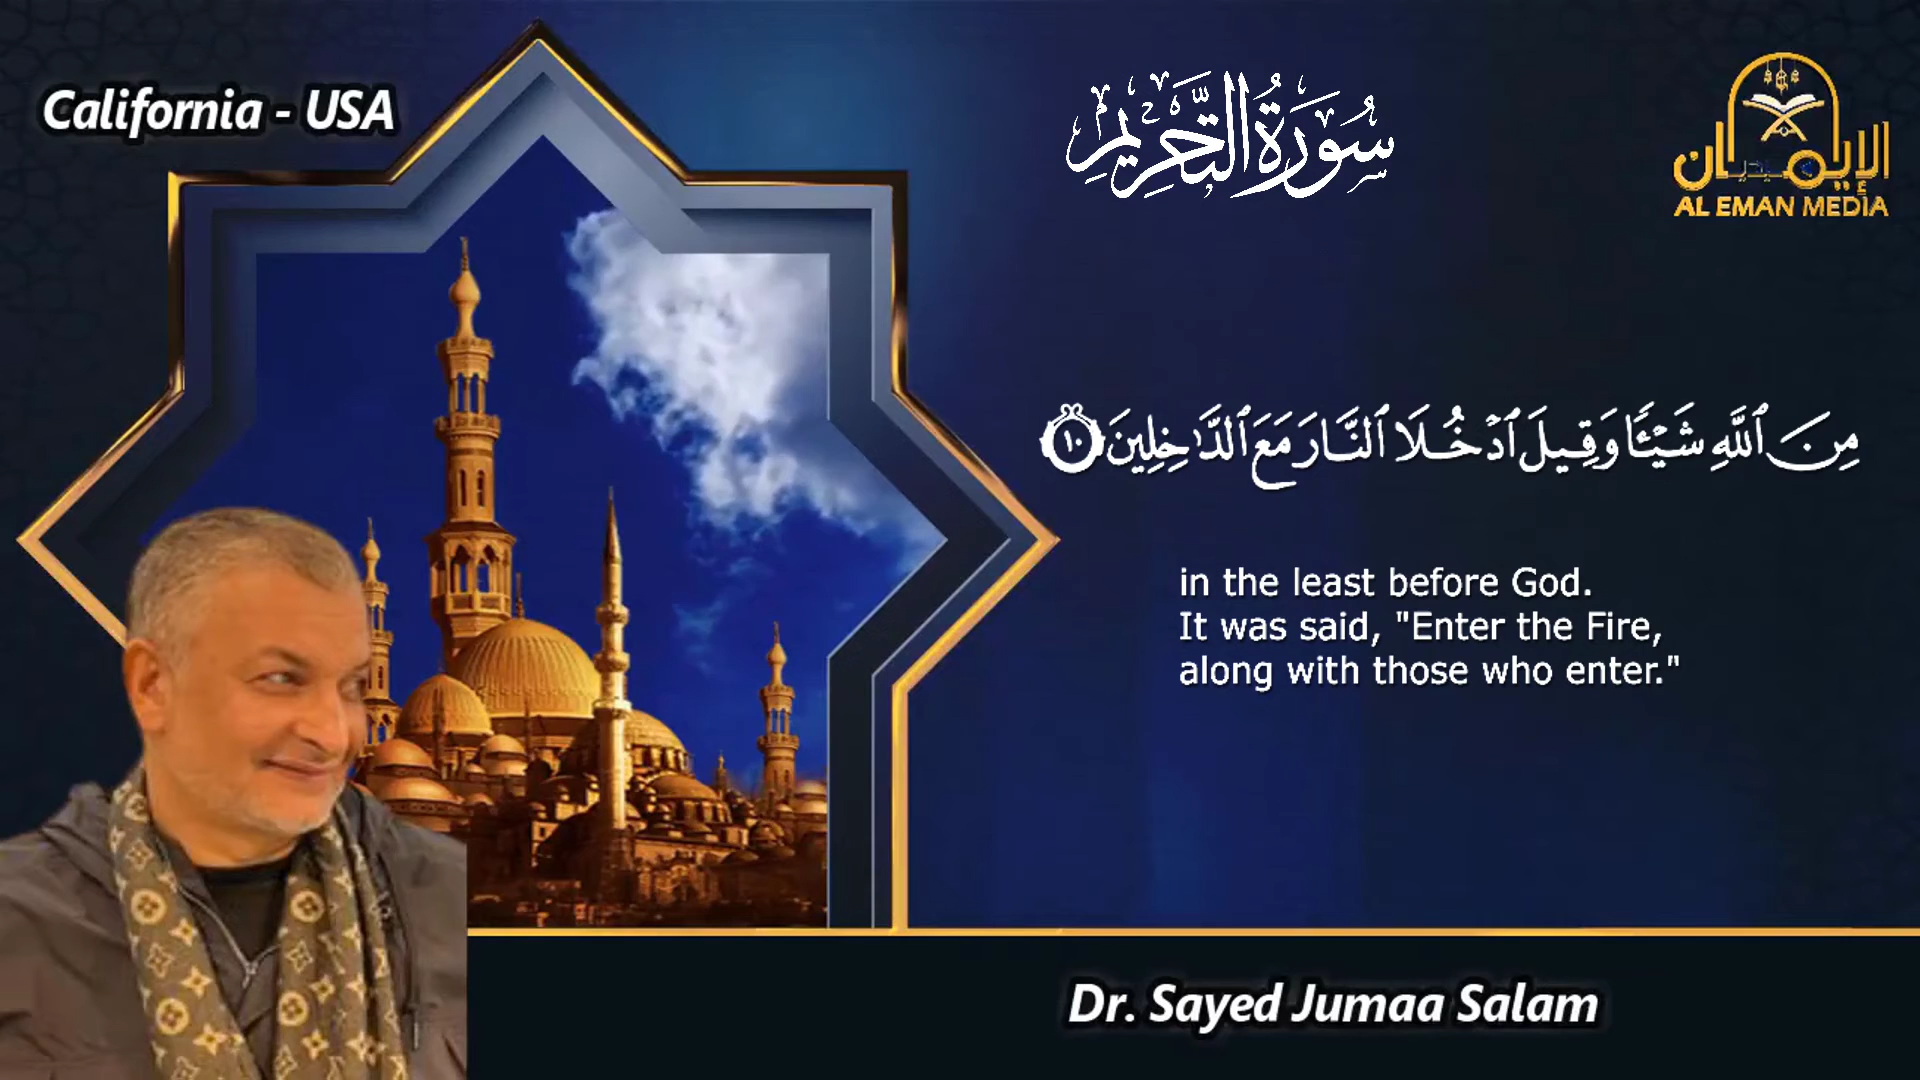 California - USA
سُورَةُ التَّحْرِيمِ
الإيمان
AL EMAN MEDIA
مِنَ ٱللَّهِ شَيْـًٔا وَقِيلَ ٱدْخُلَا ٱلنَّارَ مَعَ ٱلدَّٰخِلِينَ ١٠
in the least before God.
It was said, "Enter the Fire,
along with those who enter."
Dr. Sayed Jumaa Salam